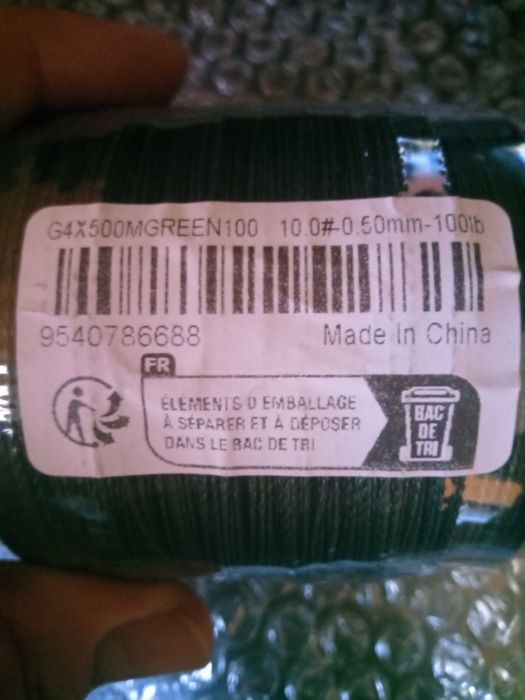 G4X500MGREEN100 10.0#-0.50mm-100lb
9540786688 Made In China
FR
ÉLÉMENTS D EMBALLAGE
À SÉPARER ET À DÉPOSER
DANS LE BAC DE TRI
BAC
DE
TRI